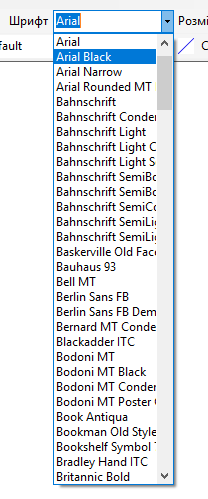 Шрифт Arial Розмі
fault
Arial
Arial Black
Arial Narrow
Arial Rounded MT
Bahnschrift
Bahnschrift Conder
Bahnschrift Light
Bahnschrift Light C
Bahnschrift Light S
Bahnschrift SemiBo
Bahnschrift SemiBo
Bahnschrift SemiCo
Bahnschrift SemiLig
Bahnschrift SemiLig
Baskerville Old Face
Bauhaus 93
Bell MT
Berlin Sans FB
Berlin Sans FB Dem
Bernard MT Conde
Blackadder ITC
Bodoni MT
Bodoni MT Black
Bodoni MT Conder
Bodoni MT Poster C
Book Antiqua
Bookman Old Style
Bookshelf Symbol 7
Bradley Hand ITC
Britannic Bold